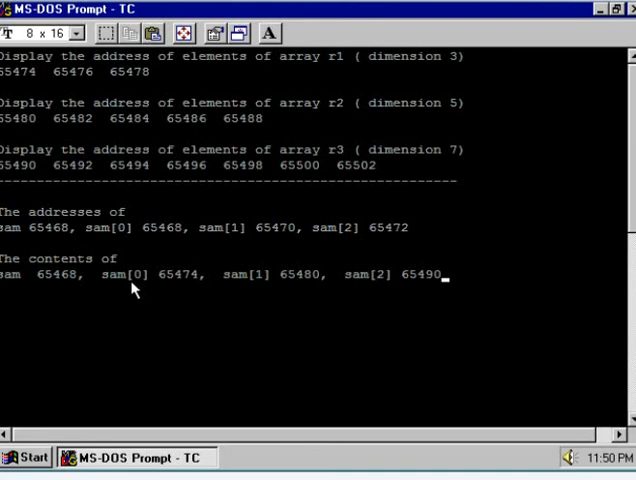 MS-DOS Prompt - TC
T 8 x 16 A
Display the address of elements of array r1 ( dimension 3)
65474 65476 65478
Display the address of elements of array r2 ( dimension 5)
65480 65482 65484 65486 65488
Display the address of elements of array r3 ( dimension 7)
65490 65492 65494 65496 65498 65500 65502
--------------------------------------------------------------
The addresses of
sam 65468, sam[0] 65468, sam[1] 65470, sam[2] 65472
The contents of
sam 65468, sam[0] 65474, sam[1] 65480, sam[2] 65490_
Start MS-DOS Prompt - TC 11:50 PM